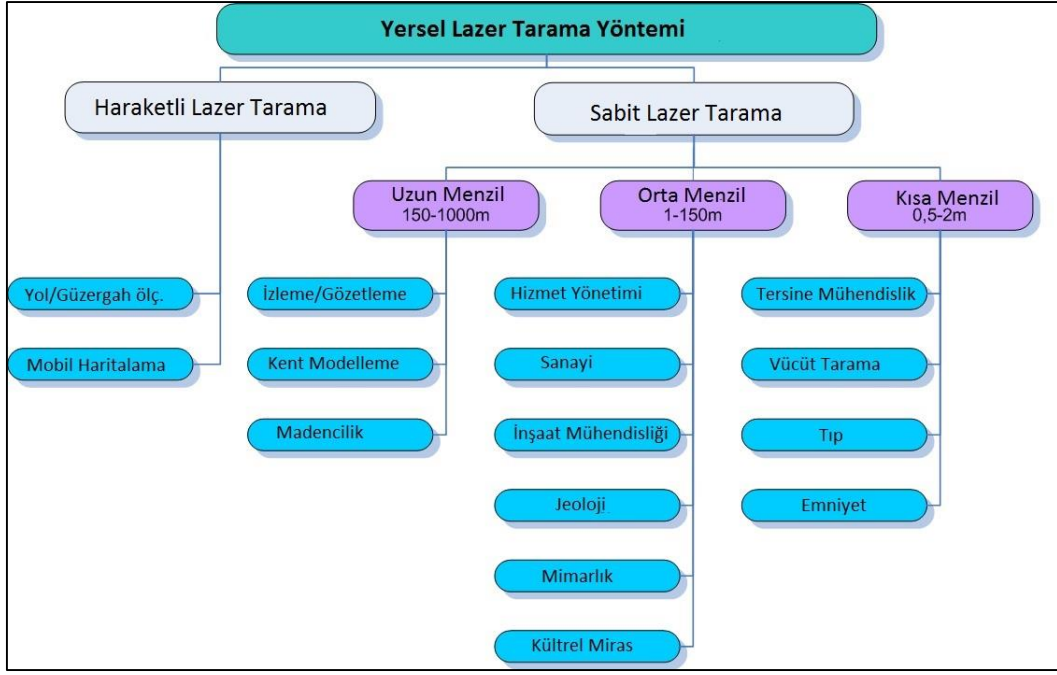 Yersel Lazer Tarama Yöntemi
Haraketli Lazer Tarama
Sabit Lazer Tarama
Uzun Menzil
150-1000m
Orta Menzil
1-150m
Kısa Menzil
0,5-2m
Yol/Güzergah ölç.
Mobil Haritalama
İzleme/Gözetleme
Kent Modelleme
Madencilik
Hizmet Yönetimi
Sanayi
İnşaat Mühendisliği
Jeoloji
Mimarlık
Kültrel Miras
Tersine Mühendislik
Vücüt Tarama
Tıp
Emniyet